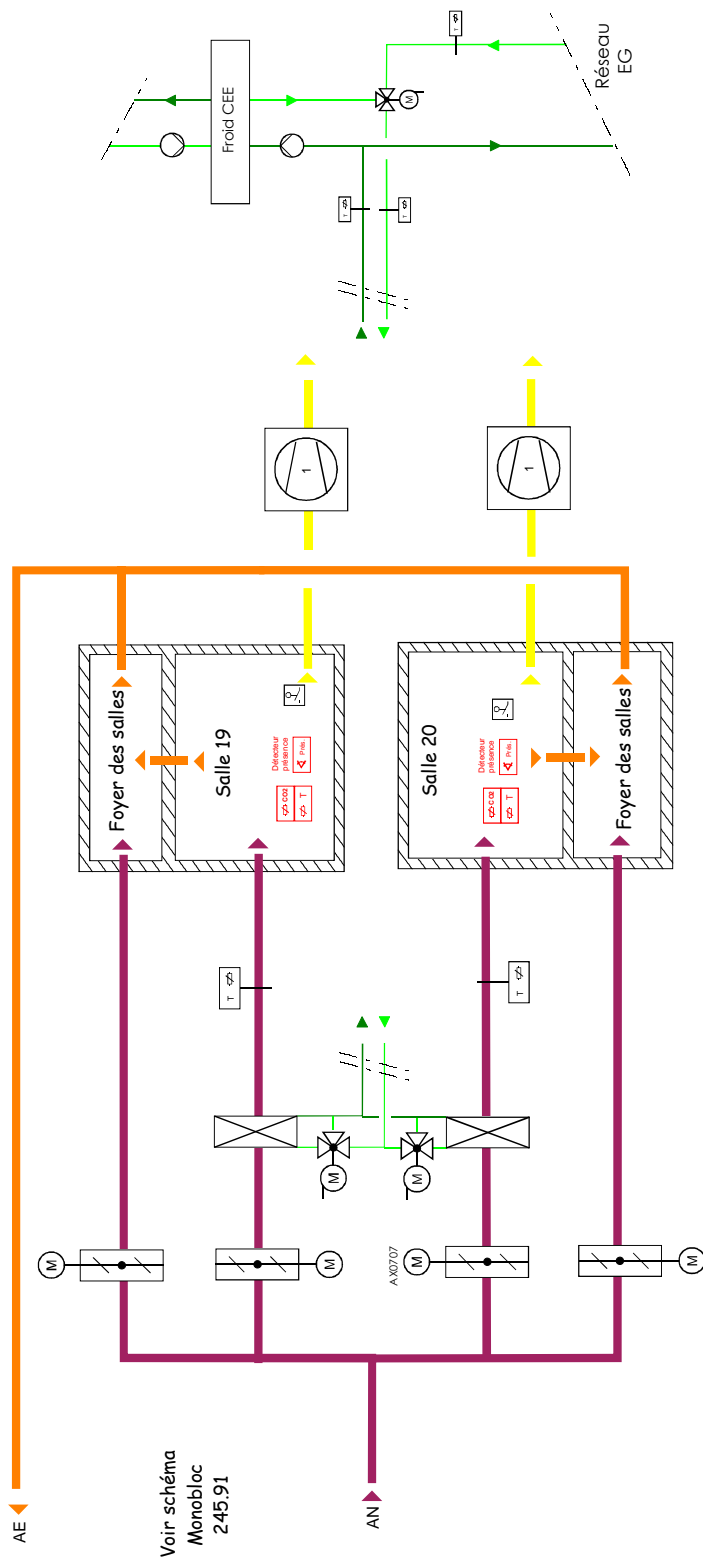 AE
M
Foyer des salles
Voir schéma
Monobloc
245.91
Salle 19
Froid CEE
T
Détecteur
présence
CO2
Prés.
T
1
M
M
T
AN
AX0707
T
M
M
M
Salle 20
T
Détecteur
présence
CO2
Prés.
T
T
1
Réseau
EG
Foyer des salles
M